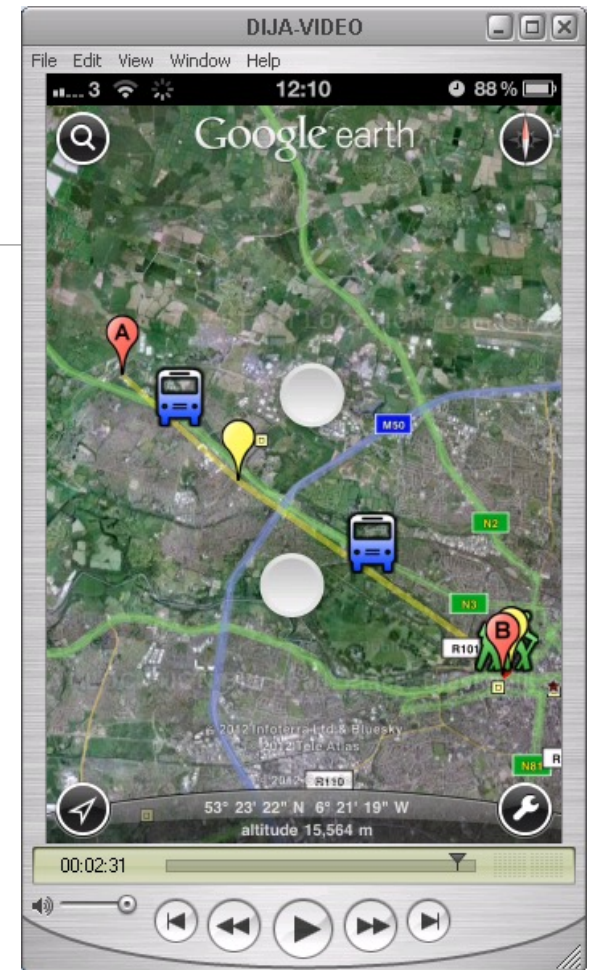 DIJA-VIDEO
File Edit View Window Help
3 12:10 88 %
Google earth
A
M50
N2
N3
B
R101
© 2012 Infoterra Ltd & Bluesky
© 2012 Tele Atlas
N81 R
© 2012 R110
53° 23' 22" N 6° 21' 19" W
altitude 15,564 m
00:02:31